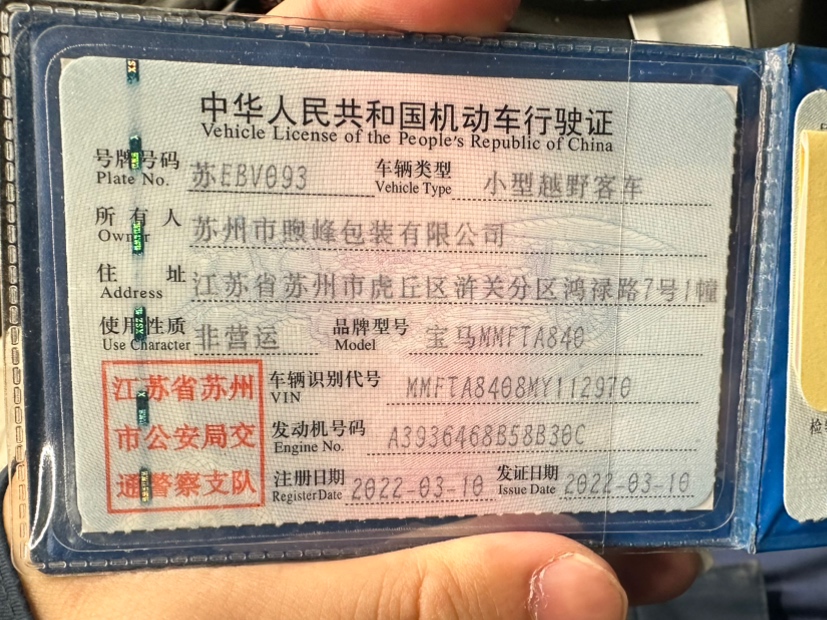 中华人民共和国机动车行驶证
Vehicle License of the People's Republic of China
号牌号码 苏EBV093 车辆类型 小型越野客车
Plate No. Vehicle Type
所有人 苏州市煦峰包装有限公司
Owner
住址 江苏省苏州市虎丘区浒关分区鸿禄路7号1幢
Address
使用性质 非营运 品牌型号 宝马MMFTA840
Use Character Model
江苏省苏州
市公安局交
通警察支队
车辆识别代号 MMFTA8408MY112970
VIN
发动机号码 A3936468B58B30C
Engine No.
注册日期 2022-03-10 发证日期 2022-03-10
Register Date Issue Date